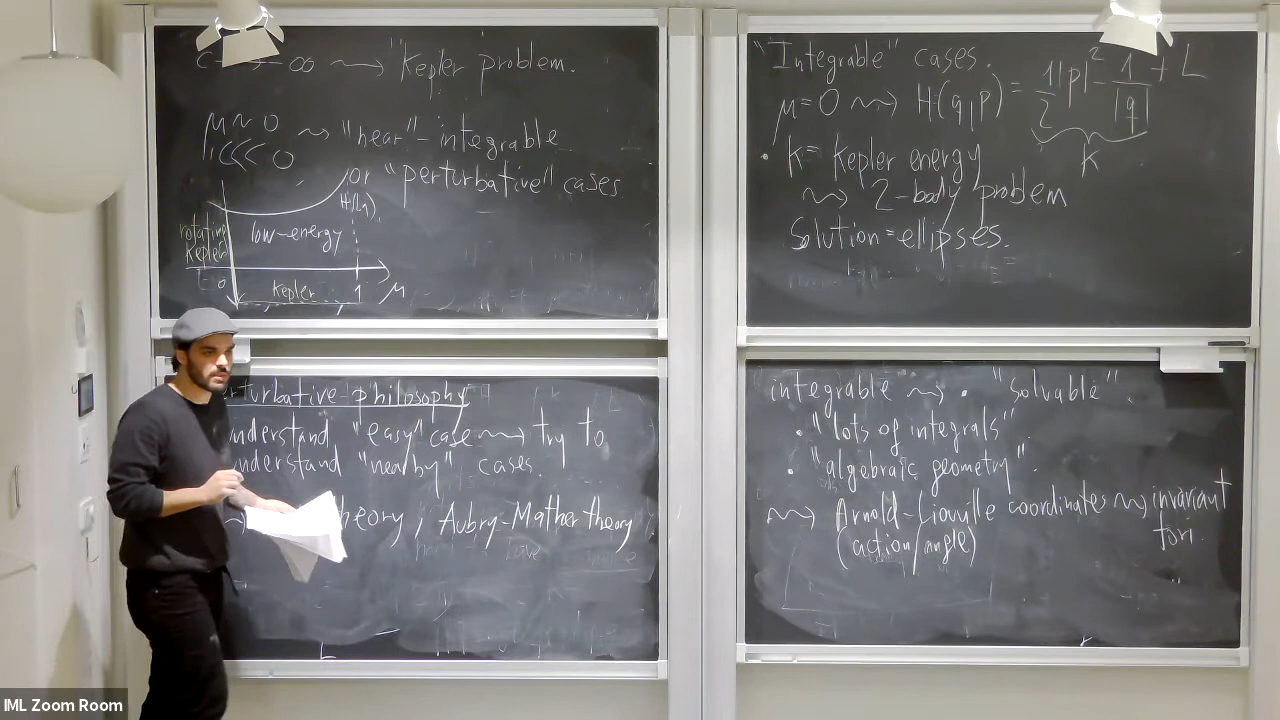 c → -∞ ⇝ "Kepler problem.
μ ~ 0 ⇝ "near"-integrable
μ <<< 0
or "perturbative" cases
H(L1)
rotating Kepler
low-energy
Kepler
1
μ
perturbative philosophy
understand "easy" case ⇝ try to
understand "nearby" cases.
theory, Aubry-Mather theory
"Integrable" cases.
μ=0 ⇝ H(q,p) = 1/2 |p|² - 1/|q| + L
K
• K = Kepler energy
⇝ 2-body problem
Solution = ellipses.
integrable ⇝ • "Solvable".
• "lots of integrals"
• "algebraic geometry".
⇝ Arnold-Liouville coordinates ⇝ invariant tori.
(action/angle)
IML Zoom Room